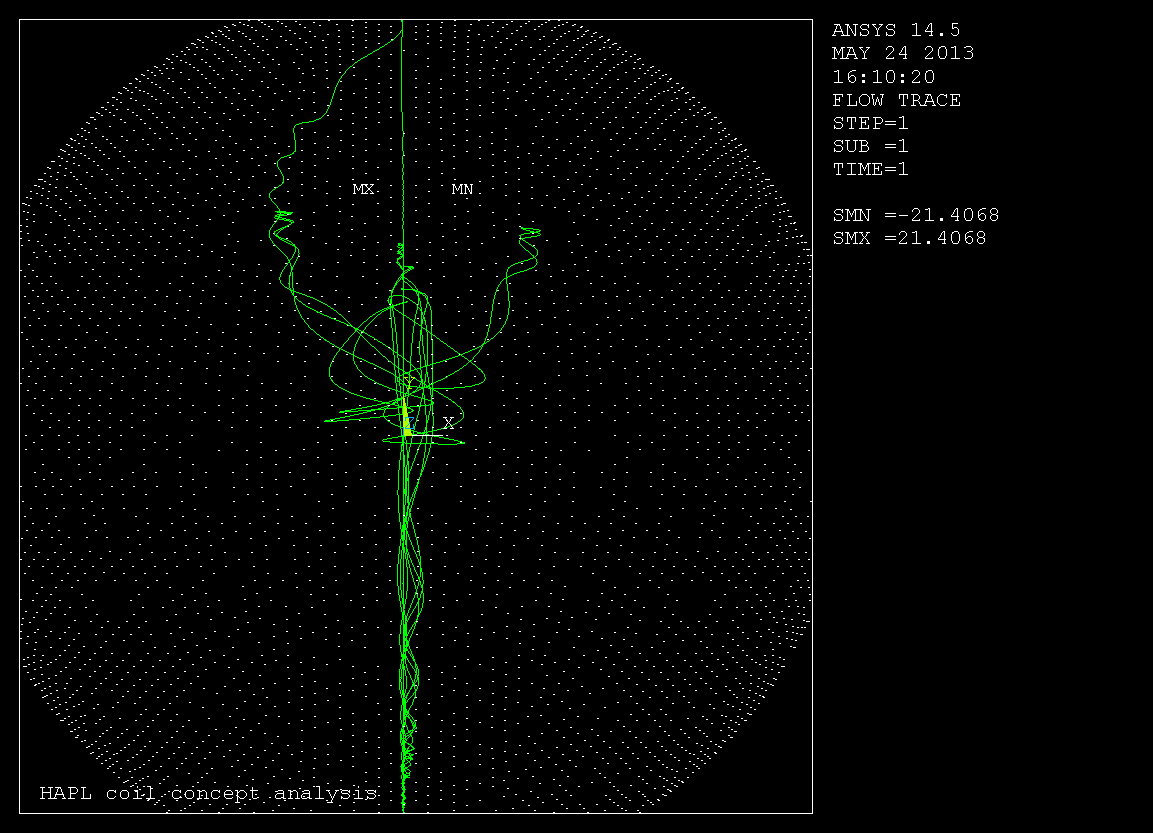 ANSYS 14.5
MAY 24 2013
16:10:20
FLOW TRACE
STEP=1
SUB =1
TIME=1
SMN =-21.4068
SMX =21.4068
MX MN
Y
X
HAPL coil concept analysis